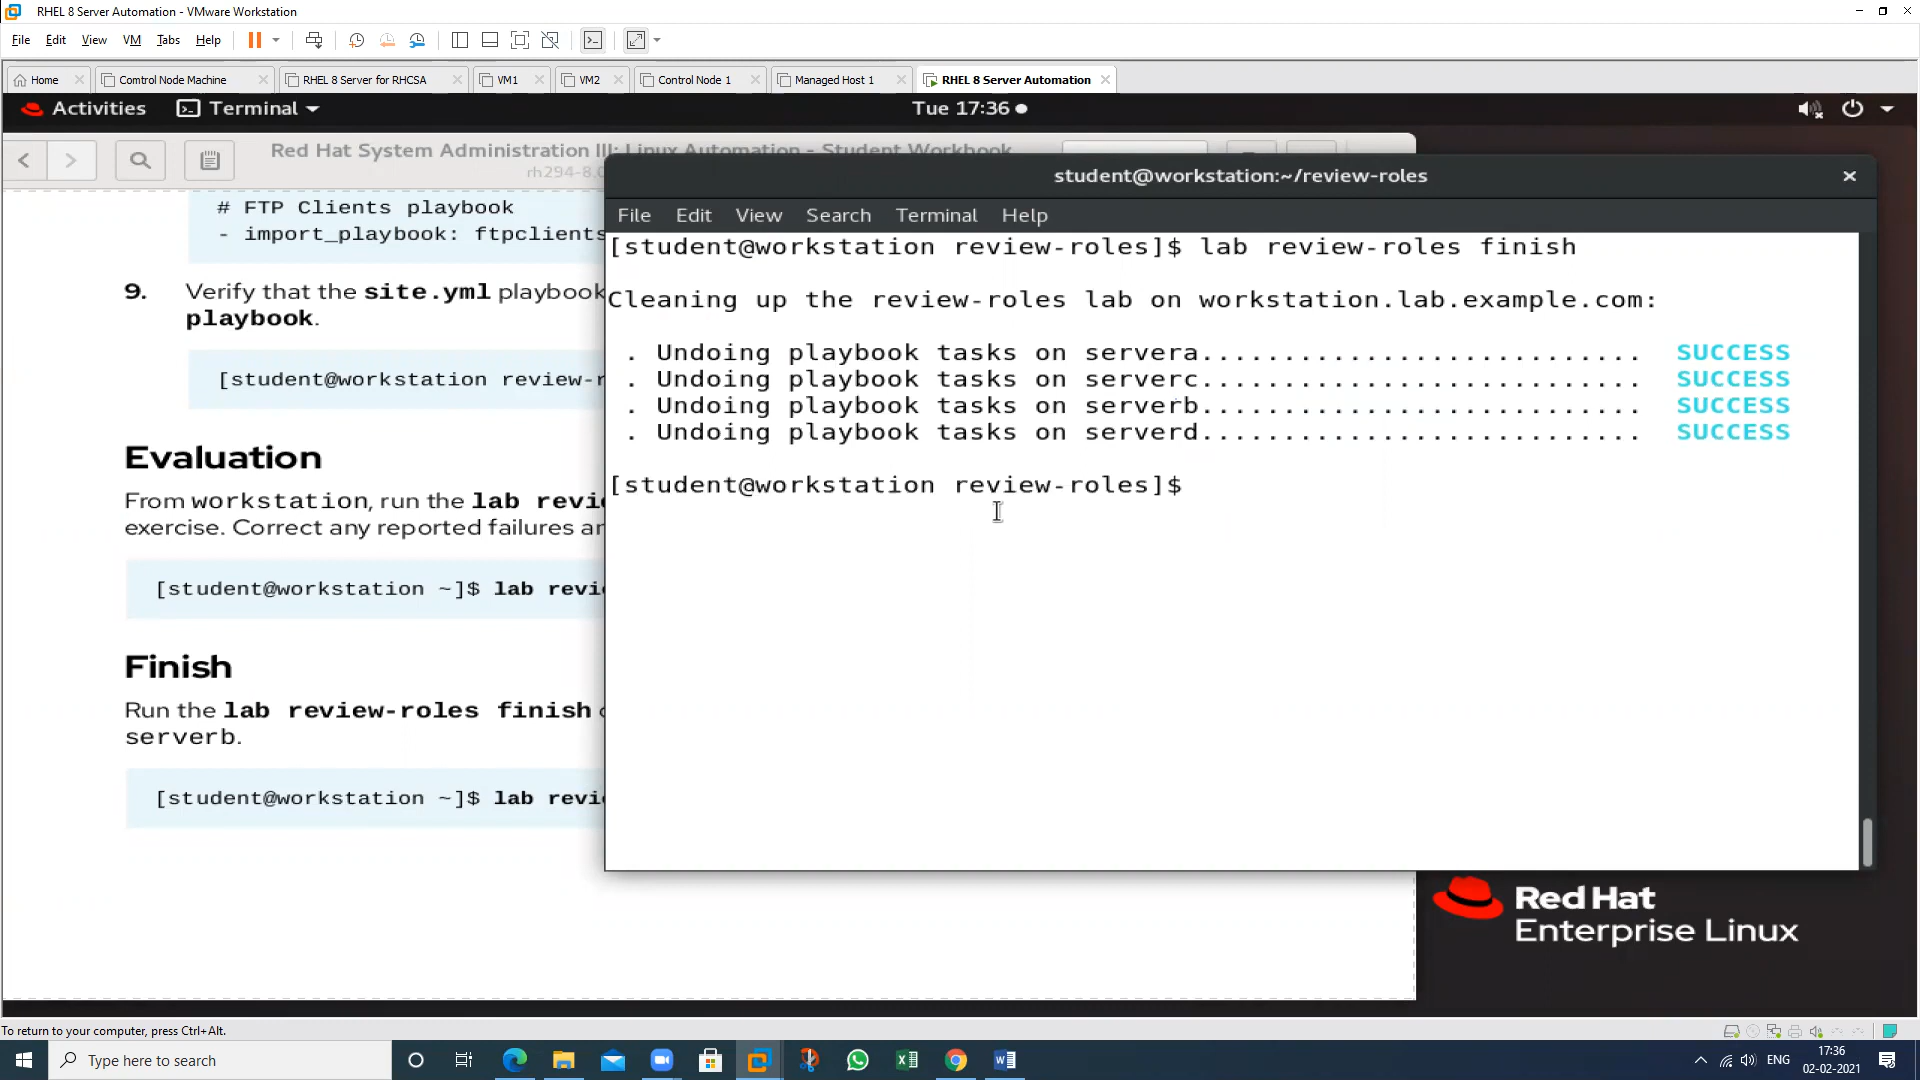 RHEL 8 Server Automation - VMware Workstation
File Edit View VM Tabs Help
Home Comtrol Node Machine RHEL 8 Server for RHCSA VM1 VM2 Control Node 1 Managed Host 1 RHEL 8 Server Automation
Activities Terminal Tue 17:36
Red Hat System Administration III: Linux Automation - Student Workbook
rh294-8.0
student@workstation:~/review-roles
File Edit View Search Terminal Help
# FTP Clients playbook
- import_playbook: ftpclients
9. Verify that the site.yml playbook
playbook.
[student@workstation review-r
Evaluation
From workstation, run the lab revi
exercise. Correct any reported failures an
[student@workstation ~]$ lab revi
Finish
Run the lab review-roles finish
serverb.
[student@workstation ~]$ lab revi
[student@workstation review-roles]$ lab review-roles finish
Cleaning up the review-roles lab on workstation.lab.example.com:
. Undoing playbook tasks on servera................................. SUCCESS
. Undoing playbook tasks on serverc................................. SUCCESS
. Undoing playbook tasks on serverb................................. SUCCESS
. Undoing playbook tasks on serverd................................. SUCCESS
[student@workstation review-roles]$
Red Hat
Enterprise Linux
To return to your computer, press Ctrl+Alt.
Type here to search
ENG
17:36
02-02-2021